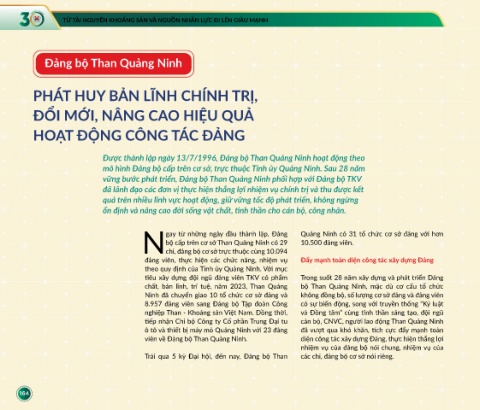 30
TỪ TÀI NGUYÊN KHOÁNG SẢN VÀ NGUỒN NHÂN LỰC ĐI LÊN GIÀU MẠNH
Đảng bộ Than Quảng Ninh
PHÁT HUY BẢN LĨNH CHÍNH TRỊ,
ĐỔI MỚI, NÂNG CAO HIỆU QUẢ
HOẠT ĐỘNG CÔNG TÁC ĐẢNG
Được thành lập ngày 13/7/1996, Đảng bộ Than Quảng Ninh hoạt động theo
mô hình Đảng bộ cấp trên cơ sở, trực thuộc Tỉnh ủy Quảng Ninh. Sau 28 năm
vững bước phát triển, Đảng bộ Than Quảng Ninh phối hợp với Đảng bộ TKV
đã lãnh đạo các đơn vị thực hiện thắng lợi nhiệm vụ chính trị và thu được kết
quả trên nhiều lĩnh vực hoạt động, giữ vững tốc độ phát triển, không ngừng
ổn định và nâng cao đời sống vật chất, tinh thần cho cán bộ, công nhân.
Ngay từ những ngày đầu thành lập, Đảng
bộ cấp trên cơ sở Than Quảng Ninh có 29
chi, đảng bộ cơ sở trực thuộc cùng 10.094
đảng viên, thực hiện các chức năng, nhiệm vụ
theo quy định của Tỉnh ủy Quảng Ninh. Với mục
tiêu xây dựng đội ngũ đảng viên TKV có phẩm
chất, bản lĩnh, trí tuệ, năm 2023, Than Quảng
Ninh đã chuyển giao 10 tổ chức cơ sở đảng và
8.957 đảng viên sang Đảng bộ Tập đoàn Công
nghiệp Than - Khoáng sản Việt Nam. Đồng thời,
tiếp nhận Chi bộ Công ty Cổ phần Trung Đại tu
ô tô và thiết bị máy mỏ Quảng Ninh với 23 đảng
viên về Đảng bộ Than Quảng Ninh.
Trải qua 5 kỳ Đại hội, đến nay, Đảng bộ Than
Quảng Ninh có 31 tổ chức cơ sở đảng với hơn
10.500 đảng viên.
Đẩy mạnh toàn diện công tác xây dựng Đảng
Trong suốt 28 năm xây dựng và phát triển Đảng
bộ Than Quảng Ninh, mặc dù cơ cấu tổ chức
không đồng bộ, số lượng cơ sở đảng và đảng viên
có sự biến động, song với truyền thống "Kỷ luật
và Đồng tâm" cùng tinh thần sáng tạo, đội ngũ
cán bộ, CNVC, người lao động Than Quảng Ninh
đã vượt qua khó khăn, tích cực đẩy mạnh toàn
diện công tác xây dựng Đảng, thực hiện thắng lợi
nhiệm vụ của đảng bộ nói chung, nhiệm vụ của
các chi, đảng bộ cơ sở nói riêng.
164